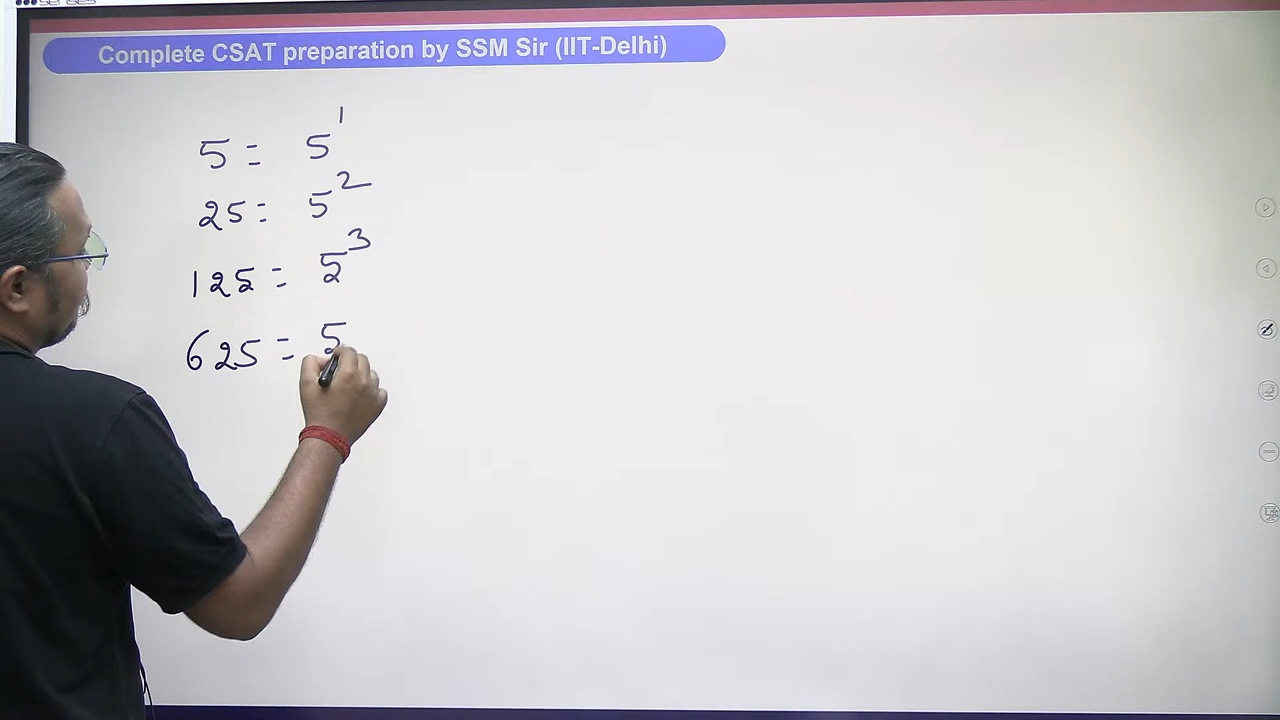 Complete CSAT preparation by SSM Sir (IIT-Delhi)
5 = 5¹
25 = 5²
125 = 5³
625 = 5